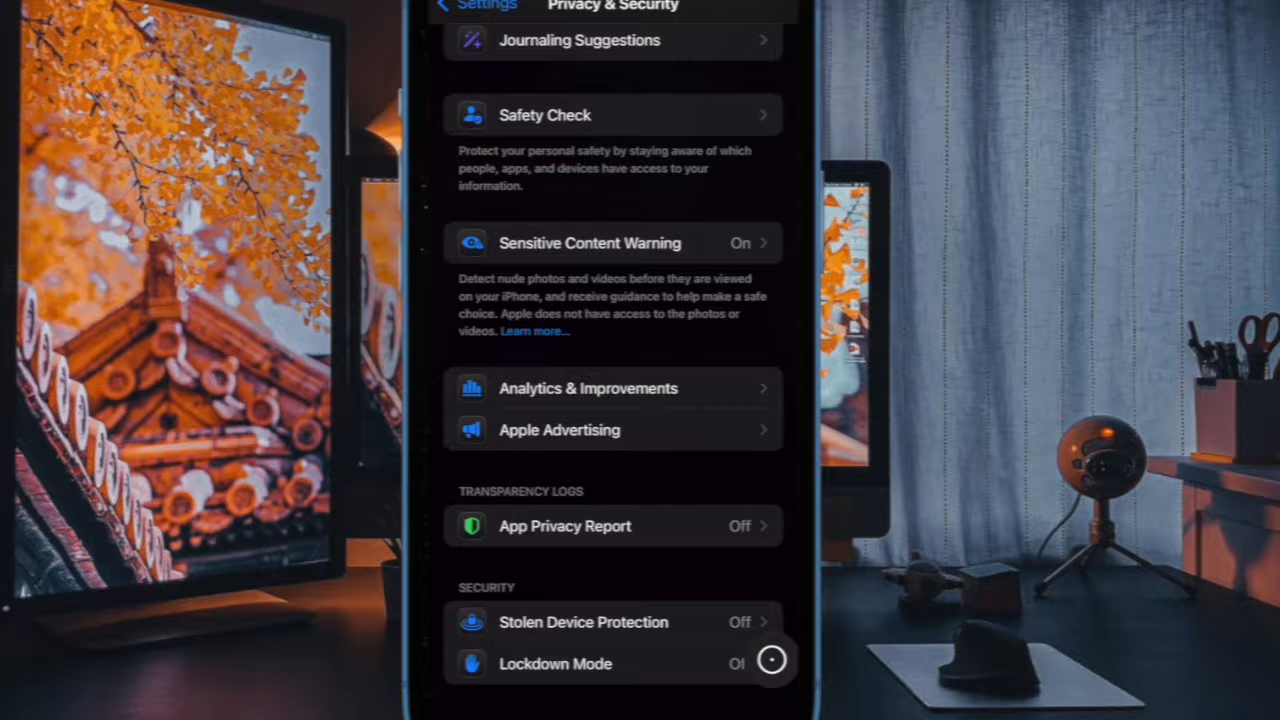 Settings
Privacy & Security
Journaling Suggestions
Safety Check
Protect your personal safety by staying aware of which
people, apps, and devices have access to your
information.
Sensitive Content Warning
On
Detect nude photos and videos before they are viewed
on your iPhone, and receive guidance to help make a safe
choice. Apple does not have access to the photos or
videos. Learn more...
Analytics & Improvements
Apple Advertising
TRANSPARENCY LOGS
App Privacy Report
Off
SECURITY
Stolen Device Protection
Off
Lockdown Mode